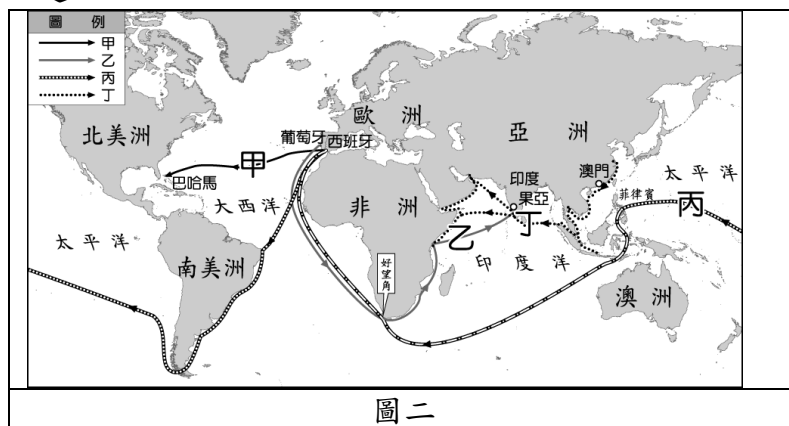 圖 例
甲
乙
丙
丁
北美洲
歐 洲
亞 洲
葡萄牙
西班牙
甲
巴哈馬
大西洋
太平洋
非 洲
印度
果亞
澳門
太平洋
菲律賓
丙
乙
丁
印度洋
南美洲
好望角
澳洲
圖二